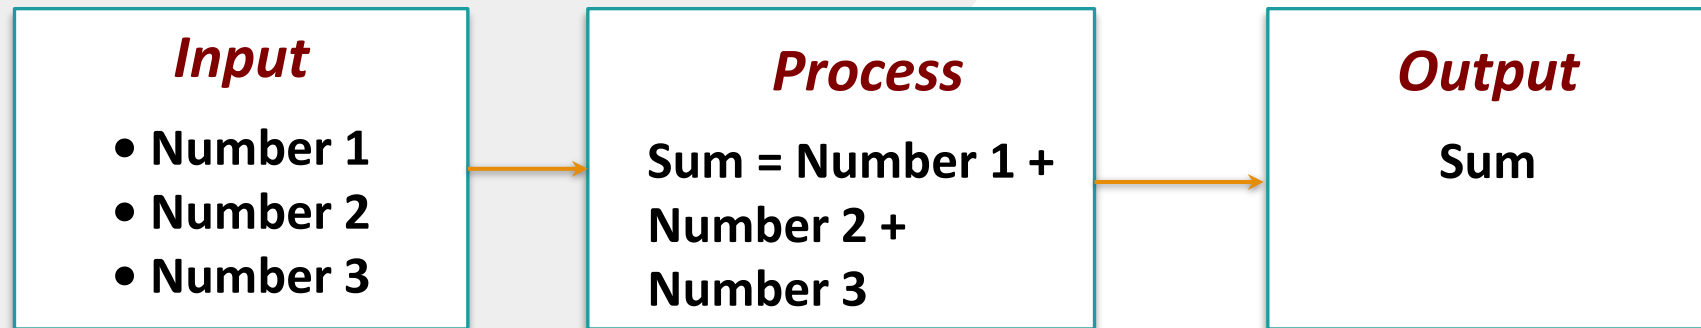 Input
• Number 1
• Number 2
• Number 3
Process
Sum = Number 1 +
Number 2 +
Number 3
Output
Sum